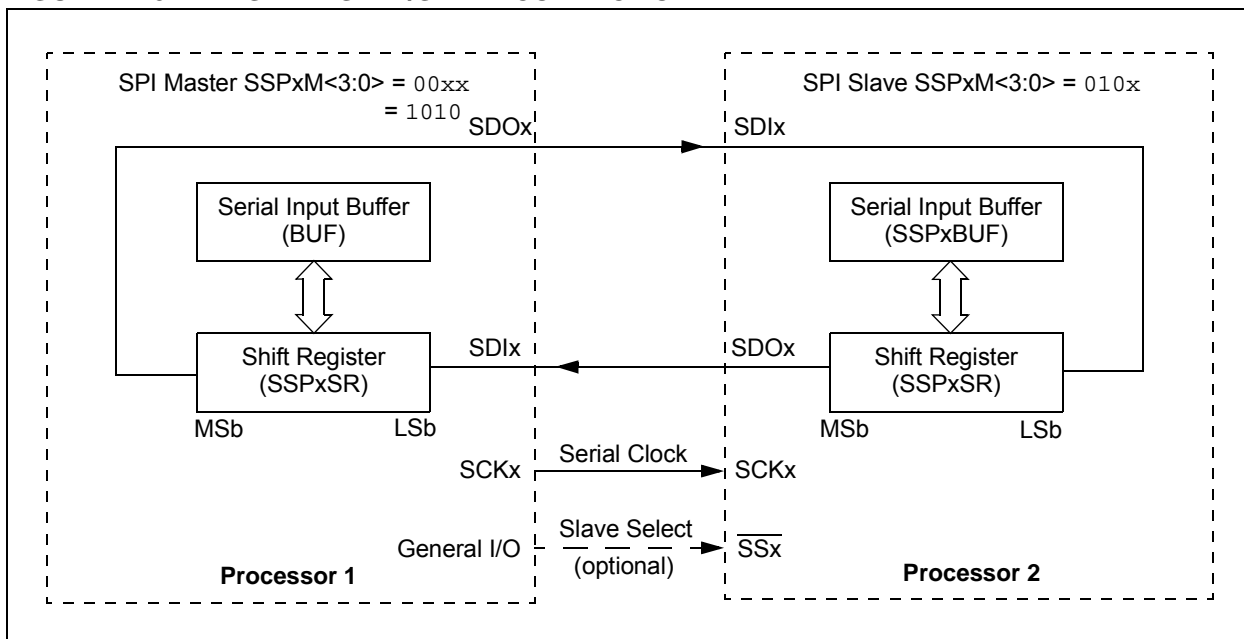 SPI Master SSPxM<3:0> = 00xx
= 1010
SPI Slave SSPxM<3:0> = 010x
SDOx
SDIx
Serial Input Buffer
(BUF)
Serial Input Buffer
(SSPxBUF)
Shift Register
(SSPxSR)
SDIx
SDOx
Shift Register
(SSPxSR)
MSb
LSb
MSb
LSb
SCKx
Serial Clock
SCKx
General I/O
Slave Select
(optional)
SSx
Processor 1
Processor 2